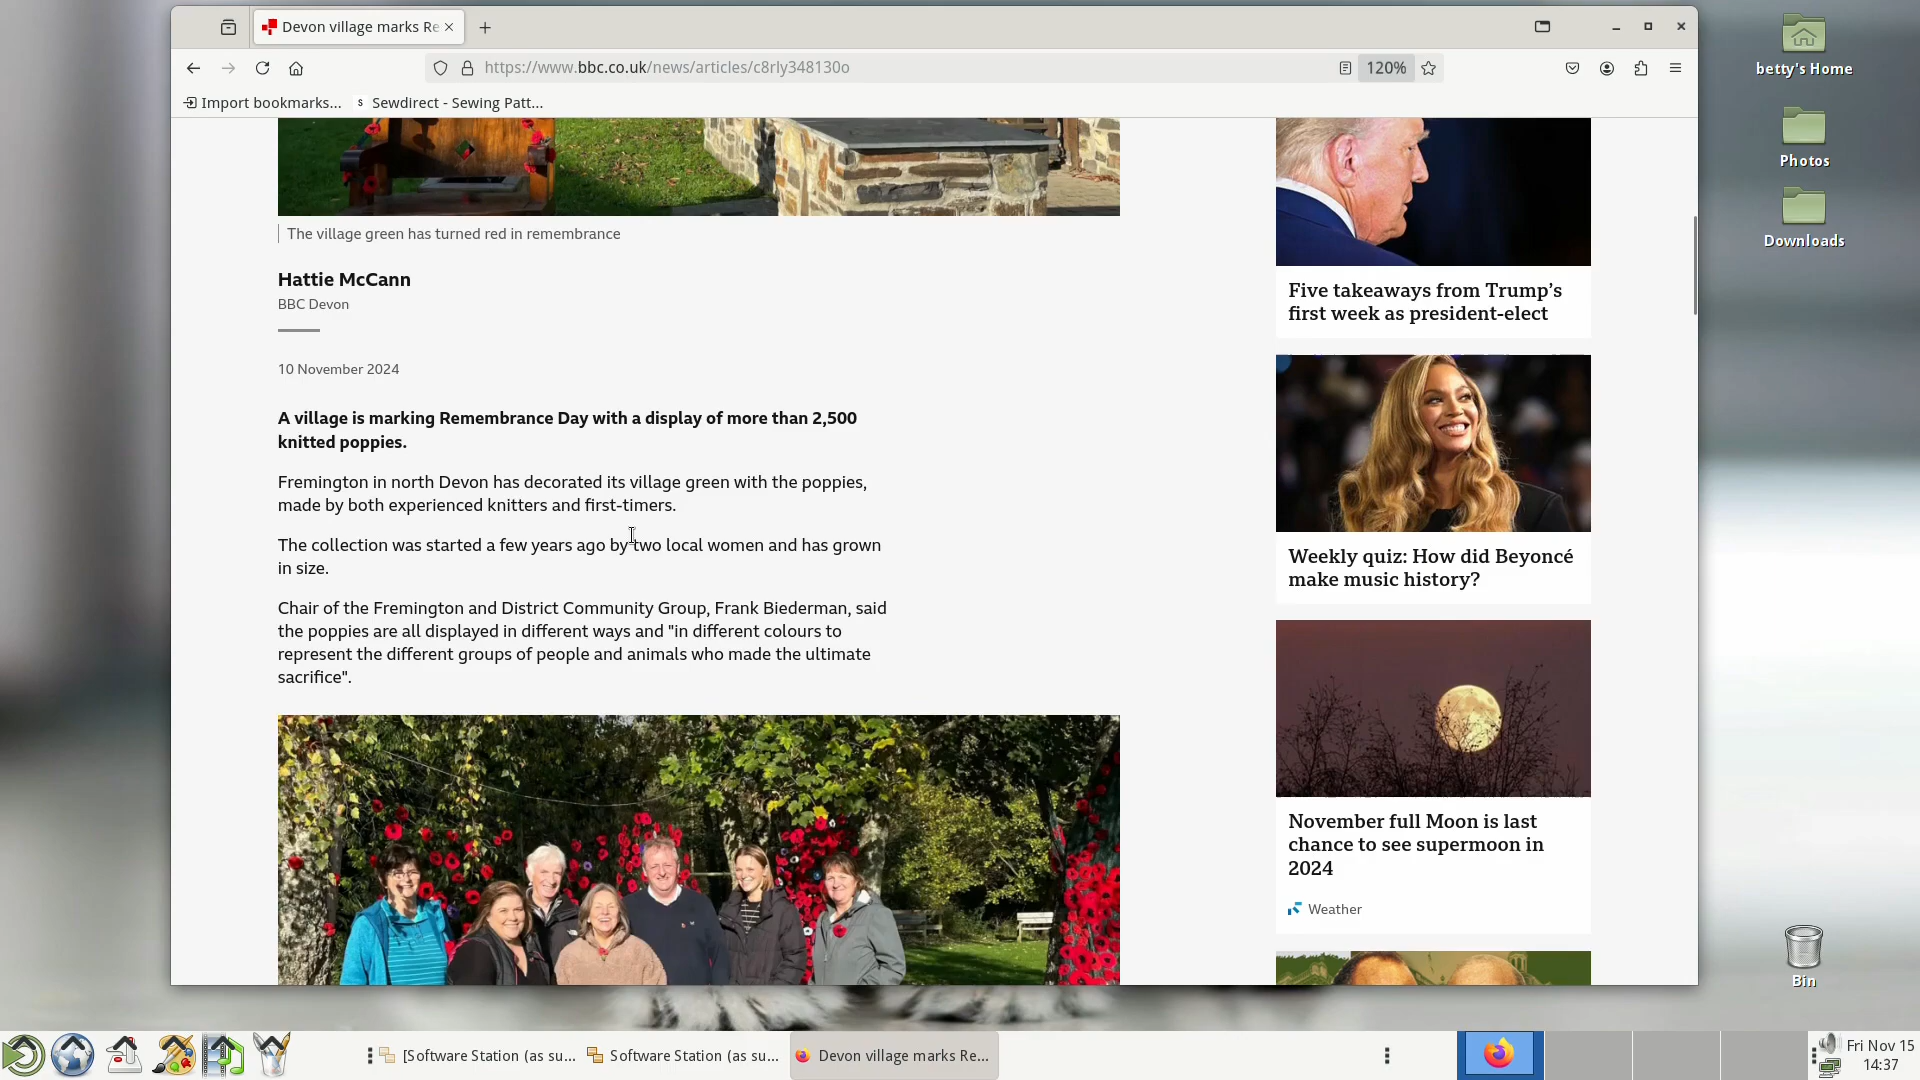 Devon village marks Re
https://www.bbc.co.uk/news/articles/c8rly348130o
120%
Import bookmarks...
s Sewdirect - Sewing Patt...
betty's Home
Photos
Downloads
Bin
The village green has turned red in remembrance
Hattie McCann
BBC Devon
10 November 2024
A village is marking Remembrance Day with a display of more than 2,500
knitted poppies.
Fremington in north Devon has decorated its village green with the poppies,
made by both experienced knitters and first-timers.
The collection was started a few years ago by two local women and has grown
in size.
Chair of the Fremington and District Community Group, Frank Biederman, said
the poppies are all displayed in different ways and "in different colours to
represent the different groups of people and animals who made the ultimate
sacrifice".
Five takeaways from Trump’s
first week as president-elect
Weekly quiz: How did Beyoncé
make music history?
November full Moon is last
chance to see supermoon in
2024
Weather
[Software Station (as su...
Software Station (as su...
Devon village marks Re...
Fri Nov 15
14:37